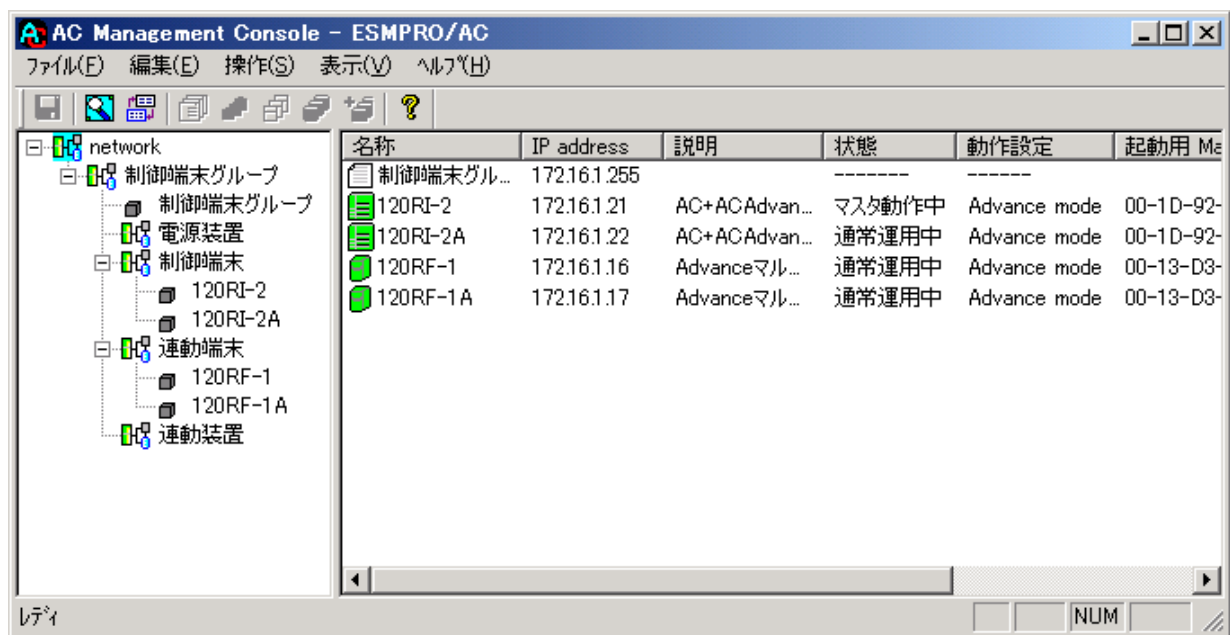 AC Management Console - ESMPRO/AC
ファイル(F) 編集(E) 操作(S) 表示(V) ヘルプ(H)
network
制御端末グループ
制御端末グループ
電源装置
制御端末
120RI-2
120RI-2A
連動端末
120RF-1
120RF-1A
連動装置
名称 IP address 説明 状態 動作設定 起動用 Ma
制御端末グル... 172.16.1.255 ------- ------
120RI-2 172.16.1.21 AC+ACAdvan... マスタ動作中 Advance mode 00-1D-92-
120RI-2A 172.16.1.22 AC+ACAdvan... 通常運用中 Advance mode 00-1D-92-
120RF-1 172.16.1.16 Advanceマル... 通常運用中 Advance mode 00-13-D3-
120RF-1A 172.16.1.17 Advanceマル... 通常運用中 Advance mode 00-13-D3-
レディ NUM